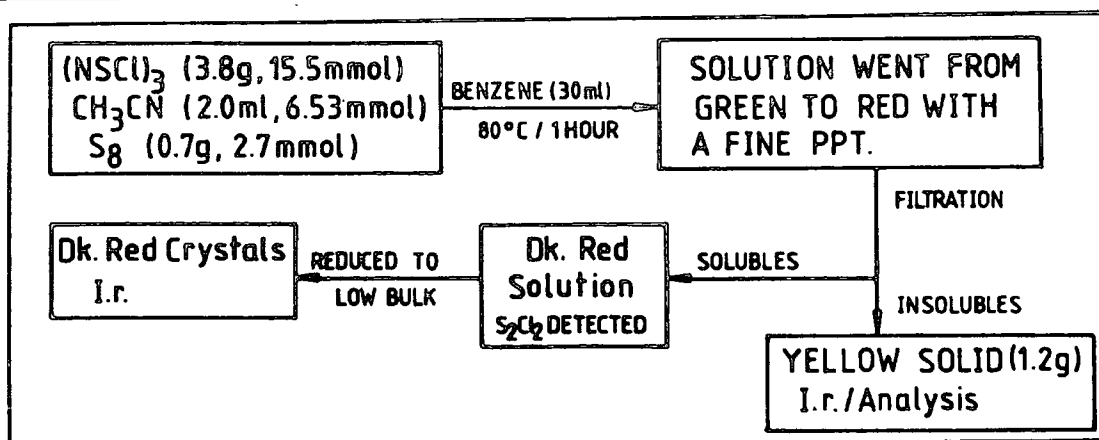 (NSCl)₃ (3.8g, 15.5mmol)
CH₃CN (2.0ml, 6.53mmol)
S₈ (0.7g, 2.7mmol)
BENZENE (30ml)
80°C / 1 HOUR
SOLUTION WENT FROM
GREEN TO RED WITH
A FINE PPT.
FILTRATION
SOLUBLES
INSOLUBLES
Dk. Red
Solution
S₂Cl₂ DETECTED
REDUCED TO
LOW BULK
Dk. Red Crystals
I.r.
YELLOW SOLID (1.2g)
I.r./Analysis